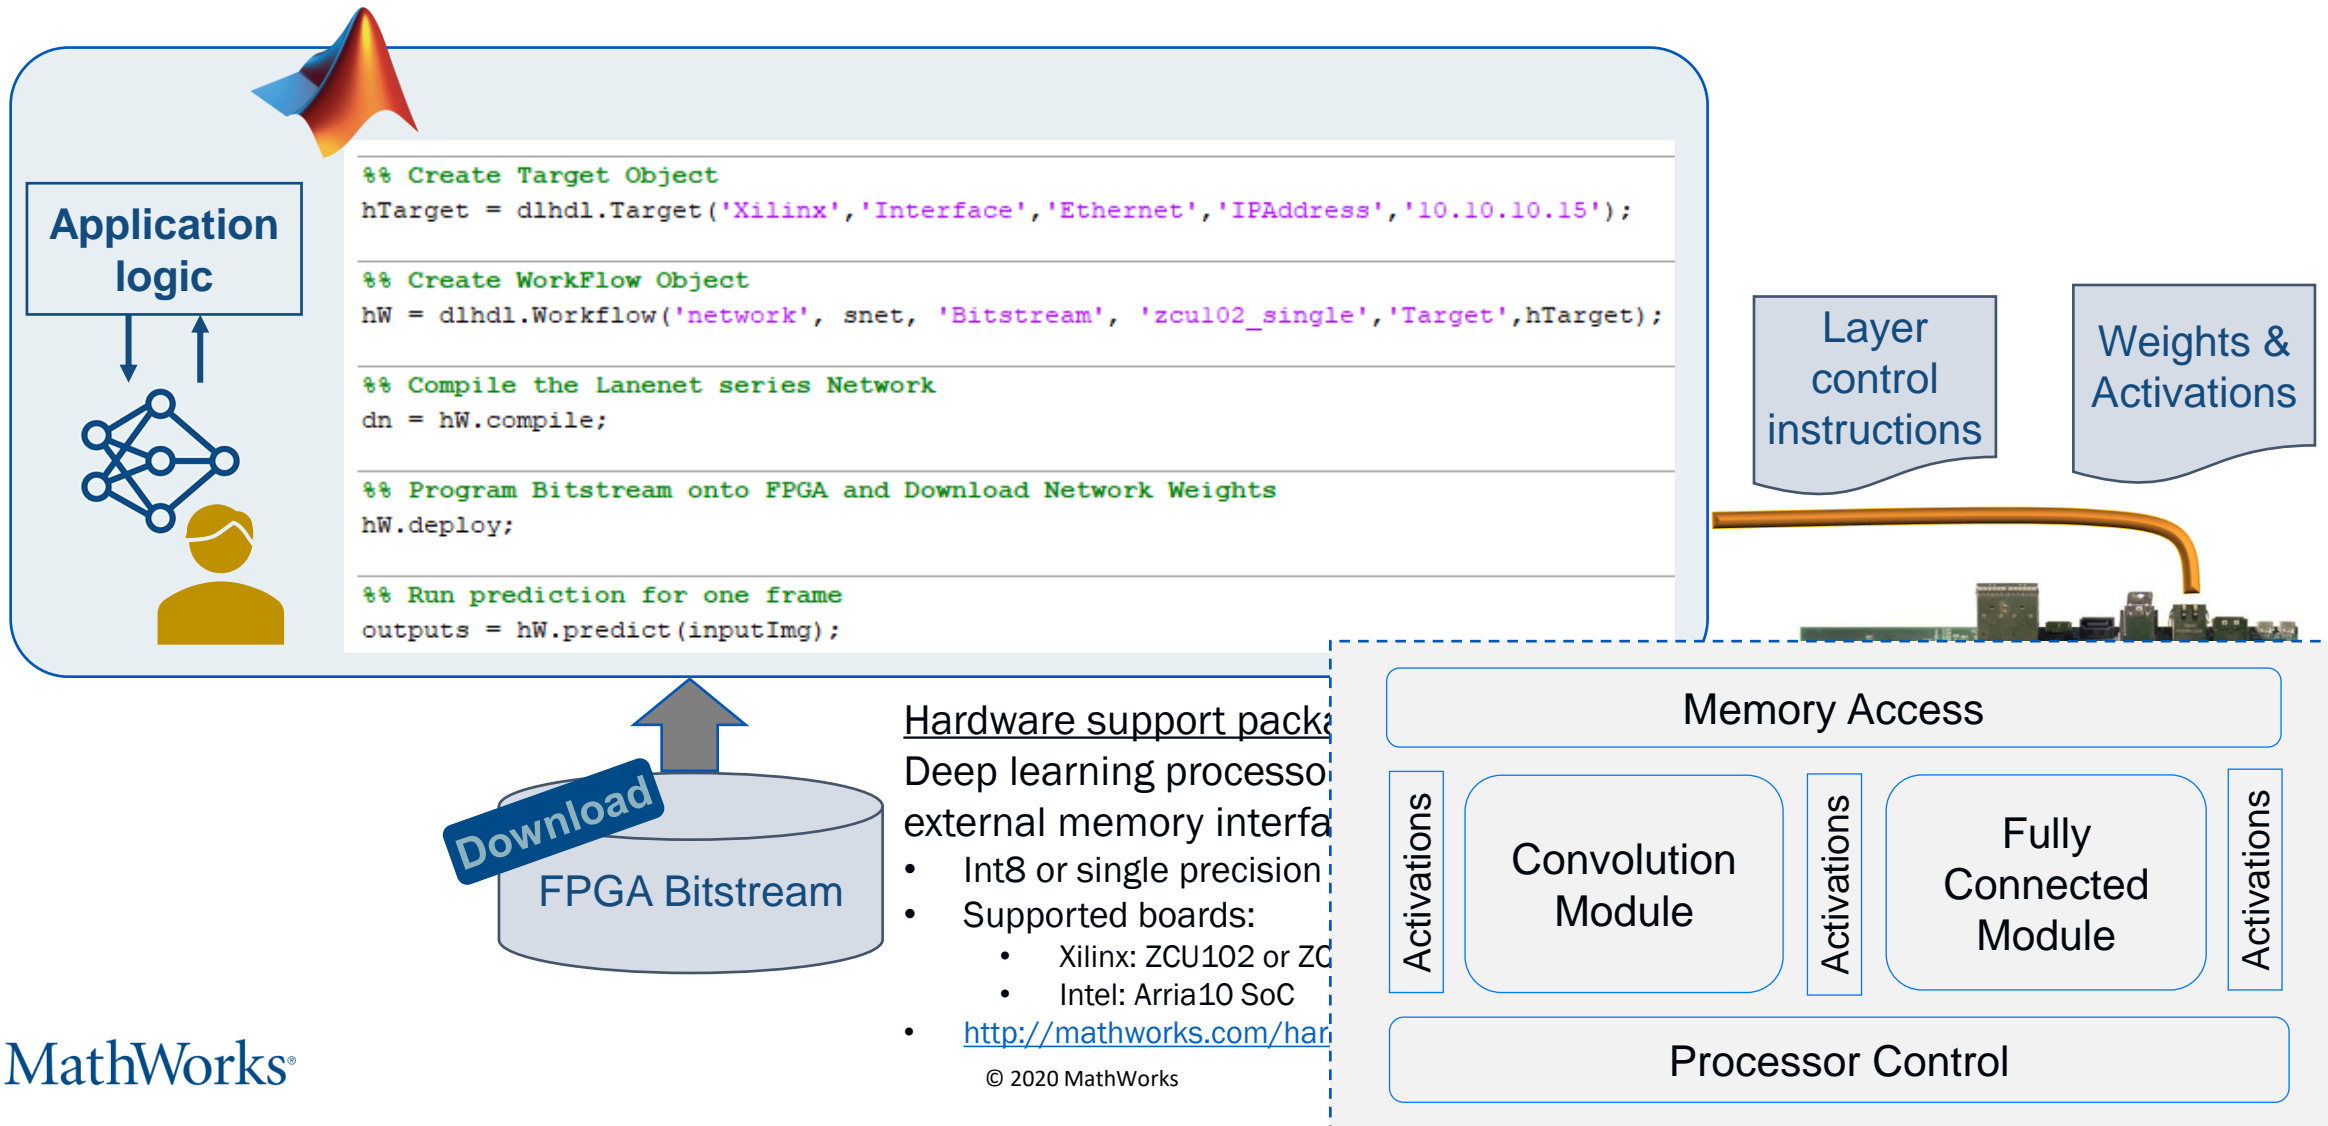 Application
logic
%% Create Target Object
hTarget = dlhdl.Target('Xilinx','Interface','Ethernet','IPAddress','10.10.10.15');
%% Create WorkFlow Object
hW = dlhdl.Workflow('network', snet, 'Bitstream', 'zcu102_single','Target',hTarget);
%% Compile the Lanenet series Network
dn = hW.compile;
%% Program Bitstream onto FPGA and Download Network Weights
hW.deploy;
%% Run prediction for one frame
outputs = hW.predict(inputImg);
Layer
control
instructions
Weights &
Activations
Download
FPGA Bitstream
Hardware support
Deep learning
external memory
• Int8 or single precision
• Supported boards:
• Xilinx: ZCU102 or
• Intel: Arria10 SoC
• http://mathworks.com/har
Memory Access
Activations
Convolution
Module
Activations
Fully
Connected
Module
Activations
Processor Control
MathWorks®
© 2020 MathWorks